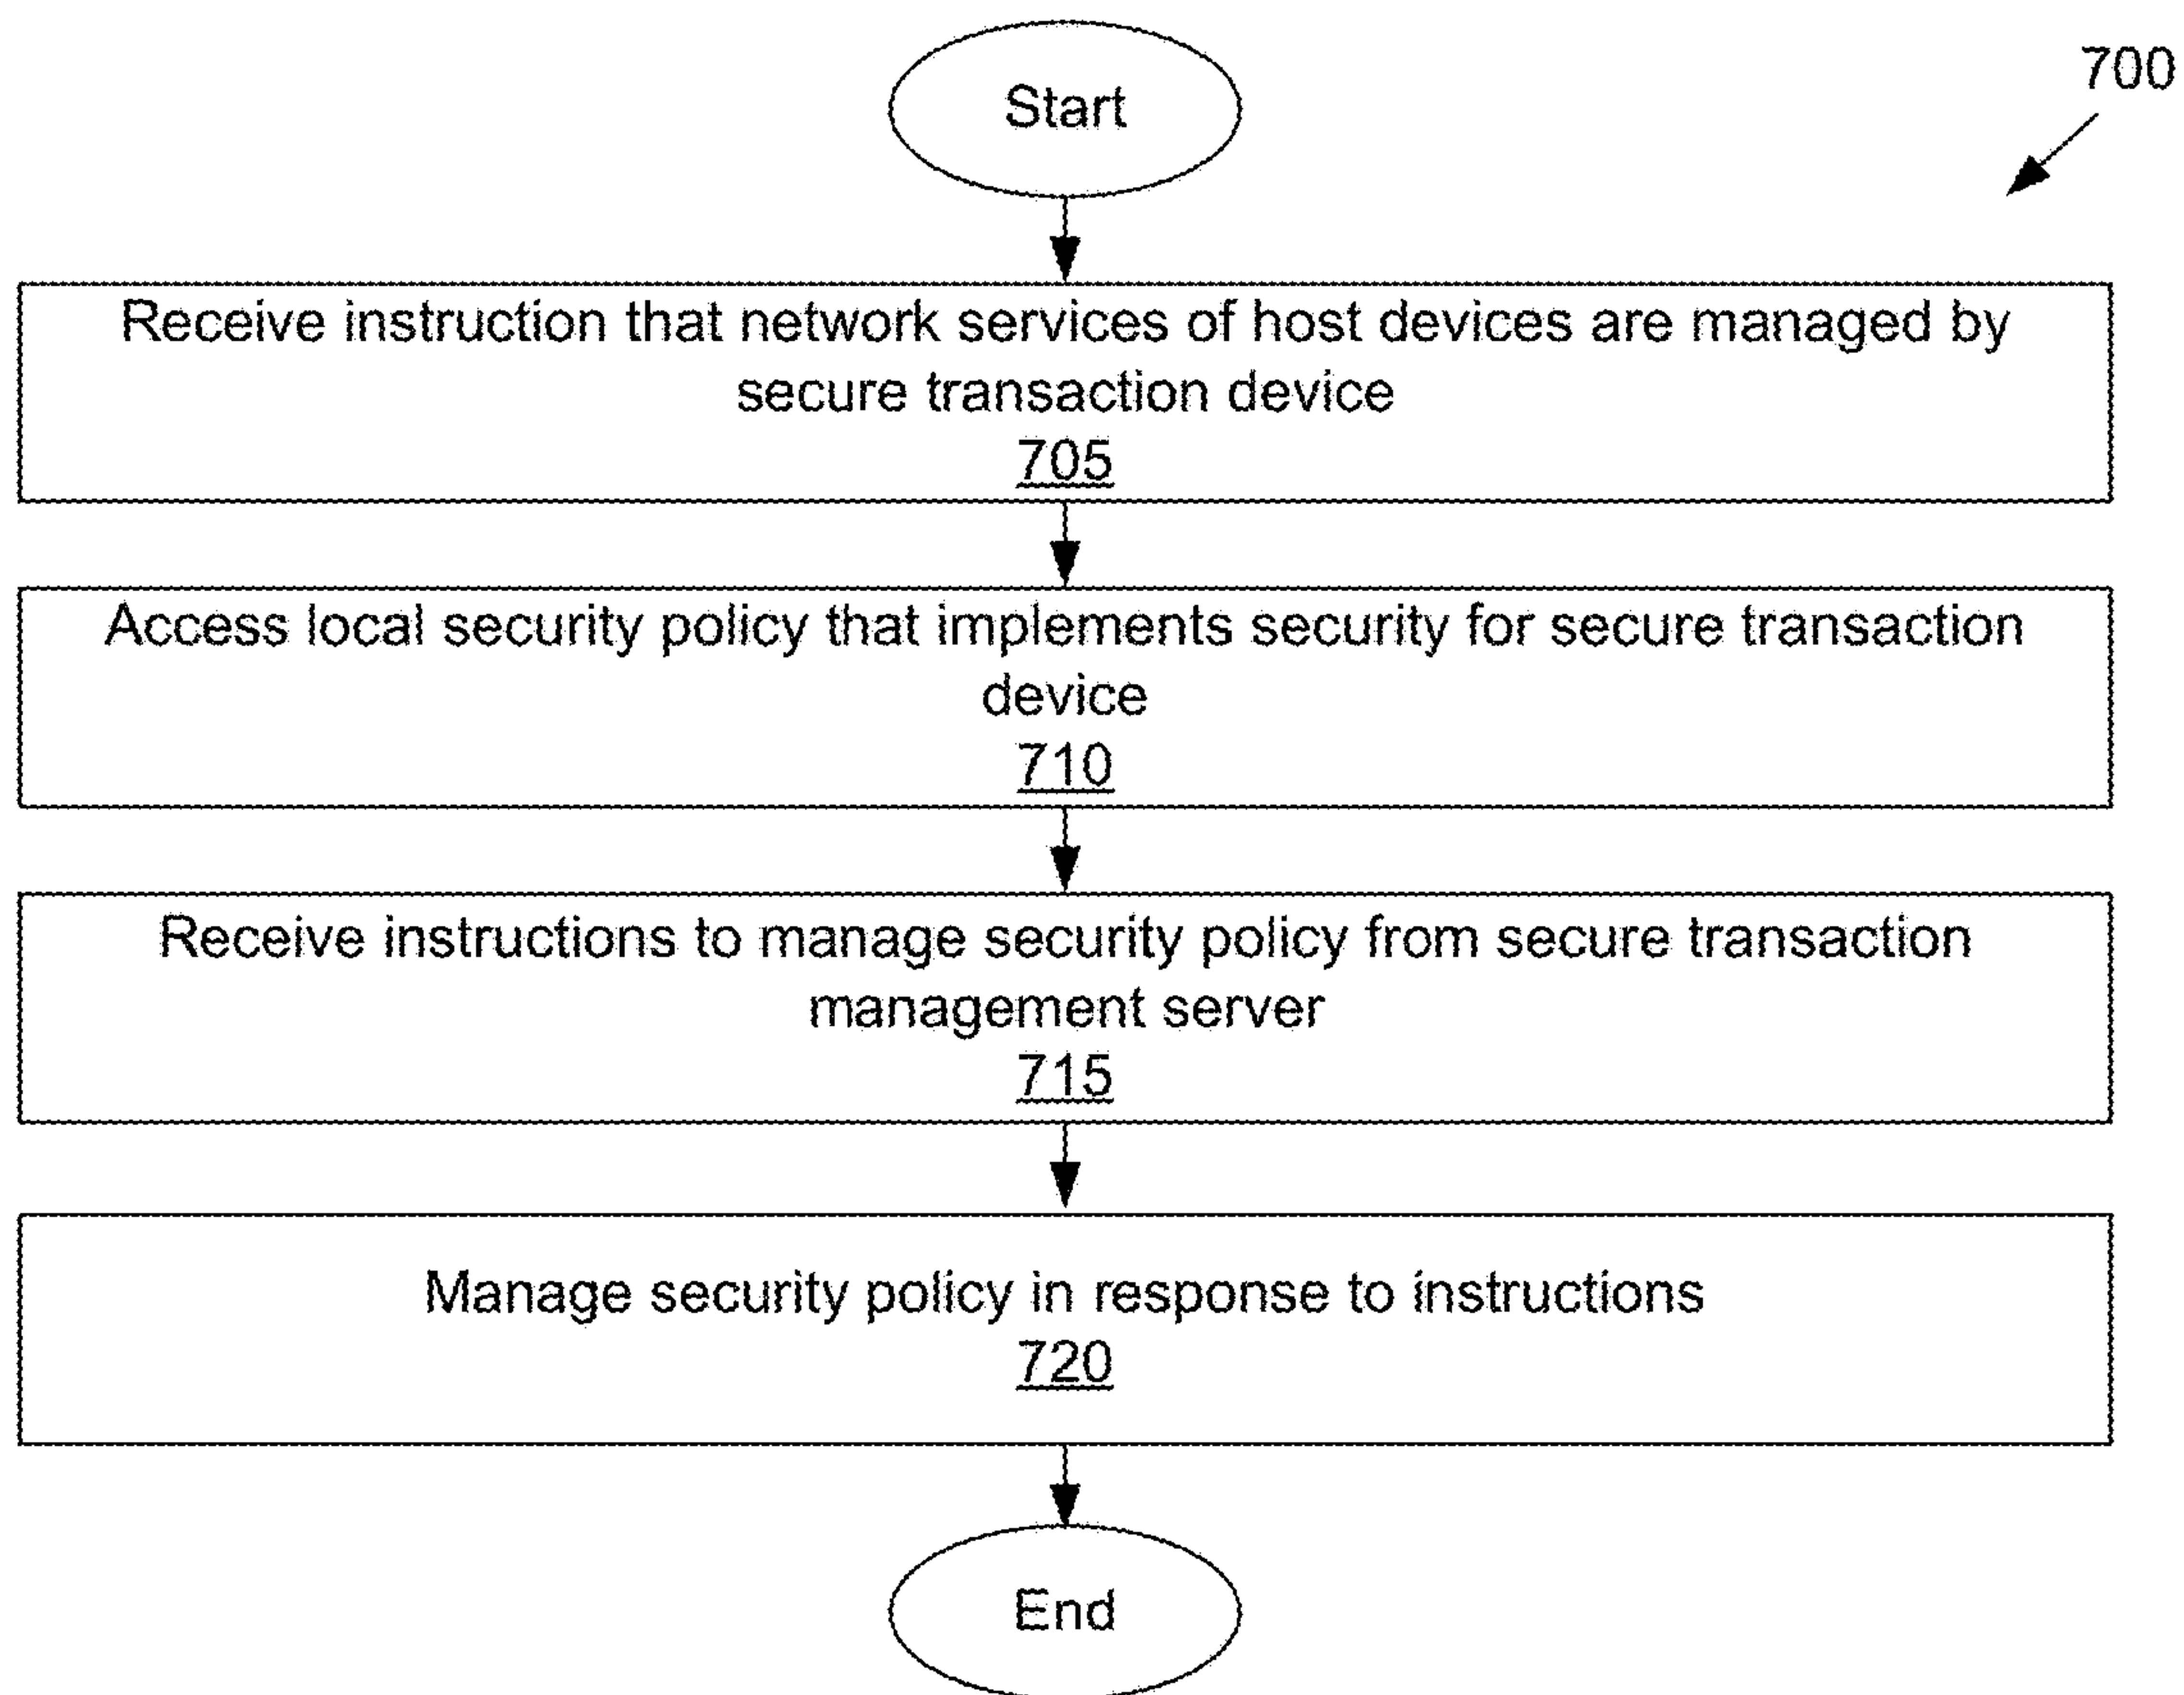 700
Start
Receive instruction that network services of host devices are managed by
secure transaction device
705
Access local security policy that implements security for secure transaction
device
710
Receive instructions to manage security policy from secure transaction
management server
715
Manage security policy in response to instructions
720
End